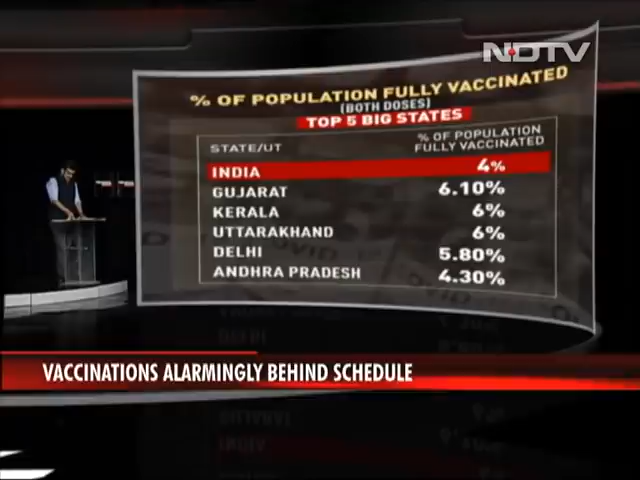 NDTV
% OF POPULATION FULLY VACCINATED
(BOTH DOSES)
TOP 5 BIG STATES
STATE/UT % OF POPULATION FULLY VACCINATED
INDIA 4%
GUJARAT 6.10%
KERALA 6%
UTTARAKHAND 6%
DELHI 5.80%
ANDHRA PRADESH 4.30%
VACCINATIONS ALARMINGLY BEHIND SCHEDULE